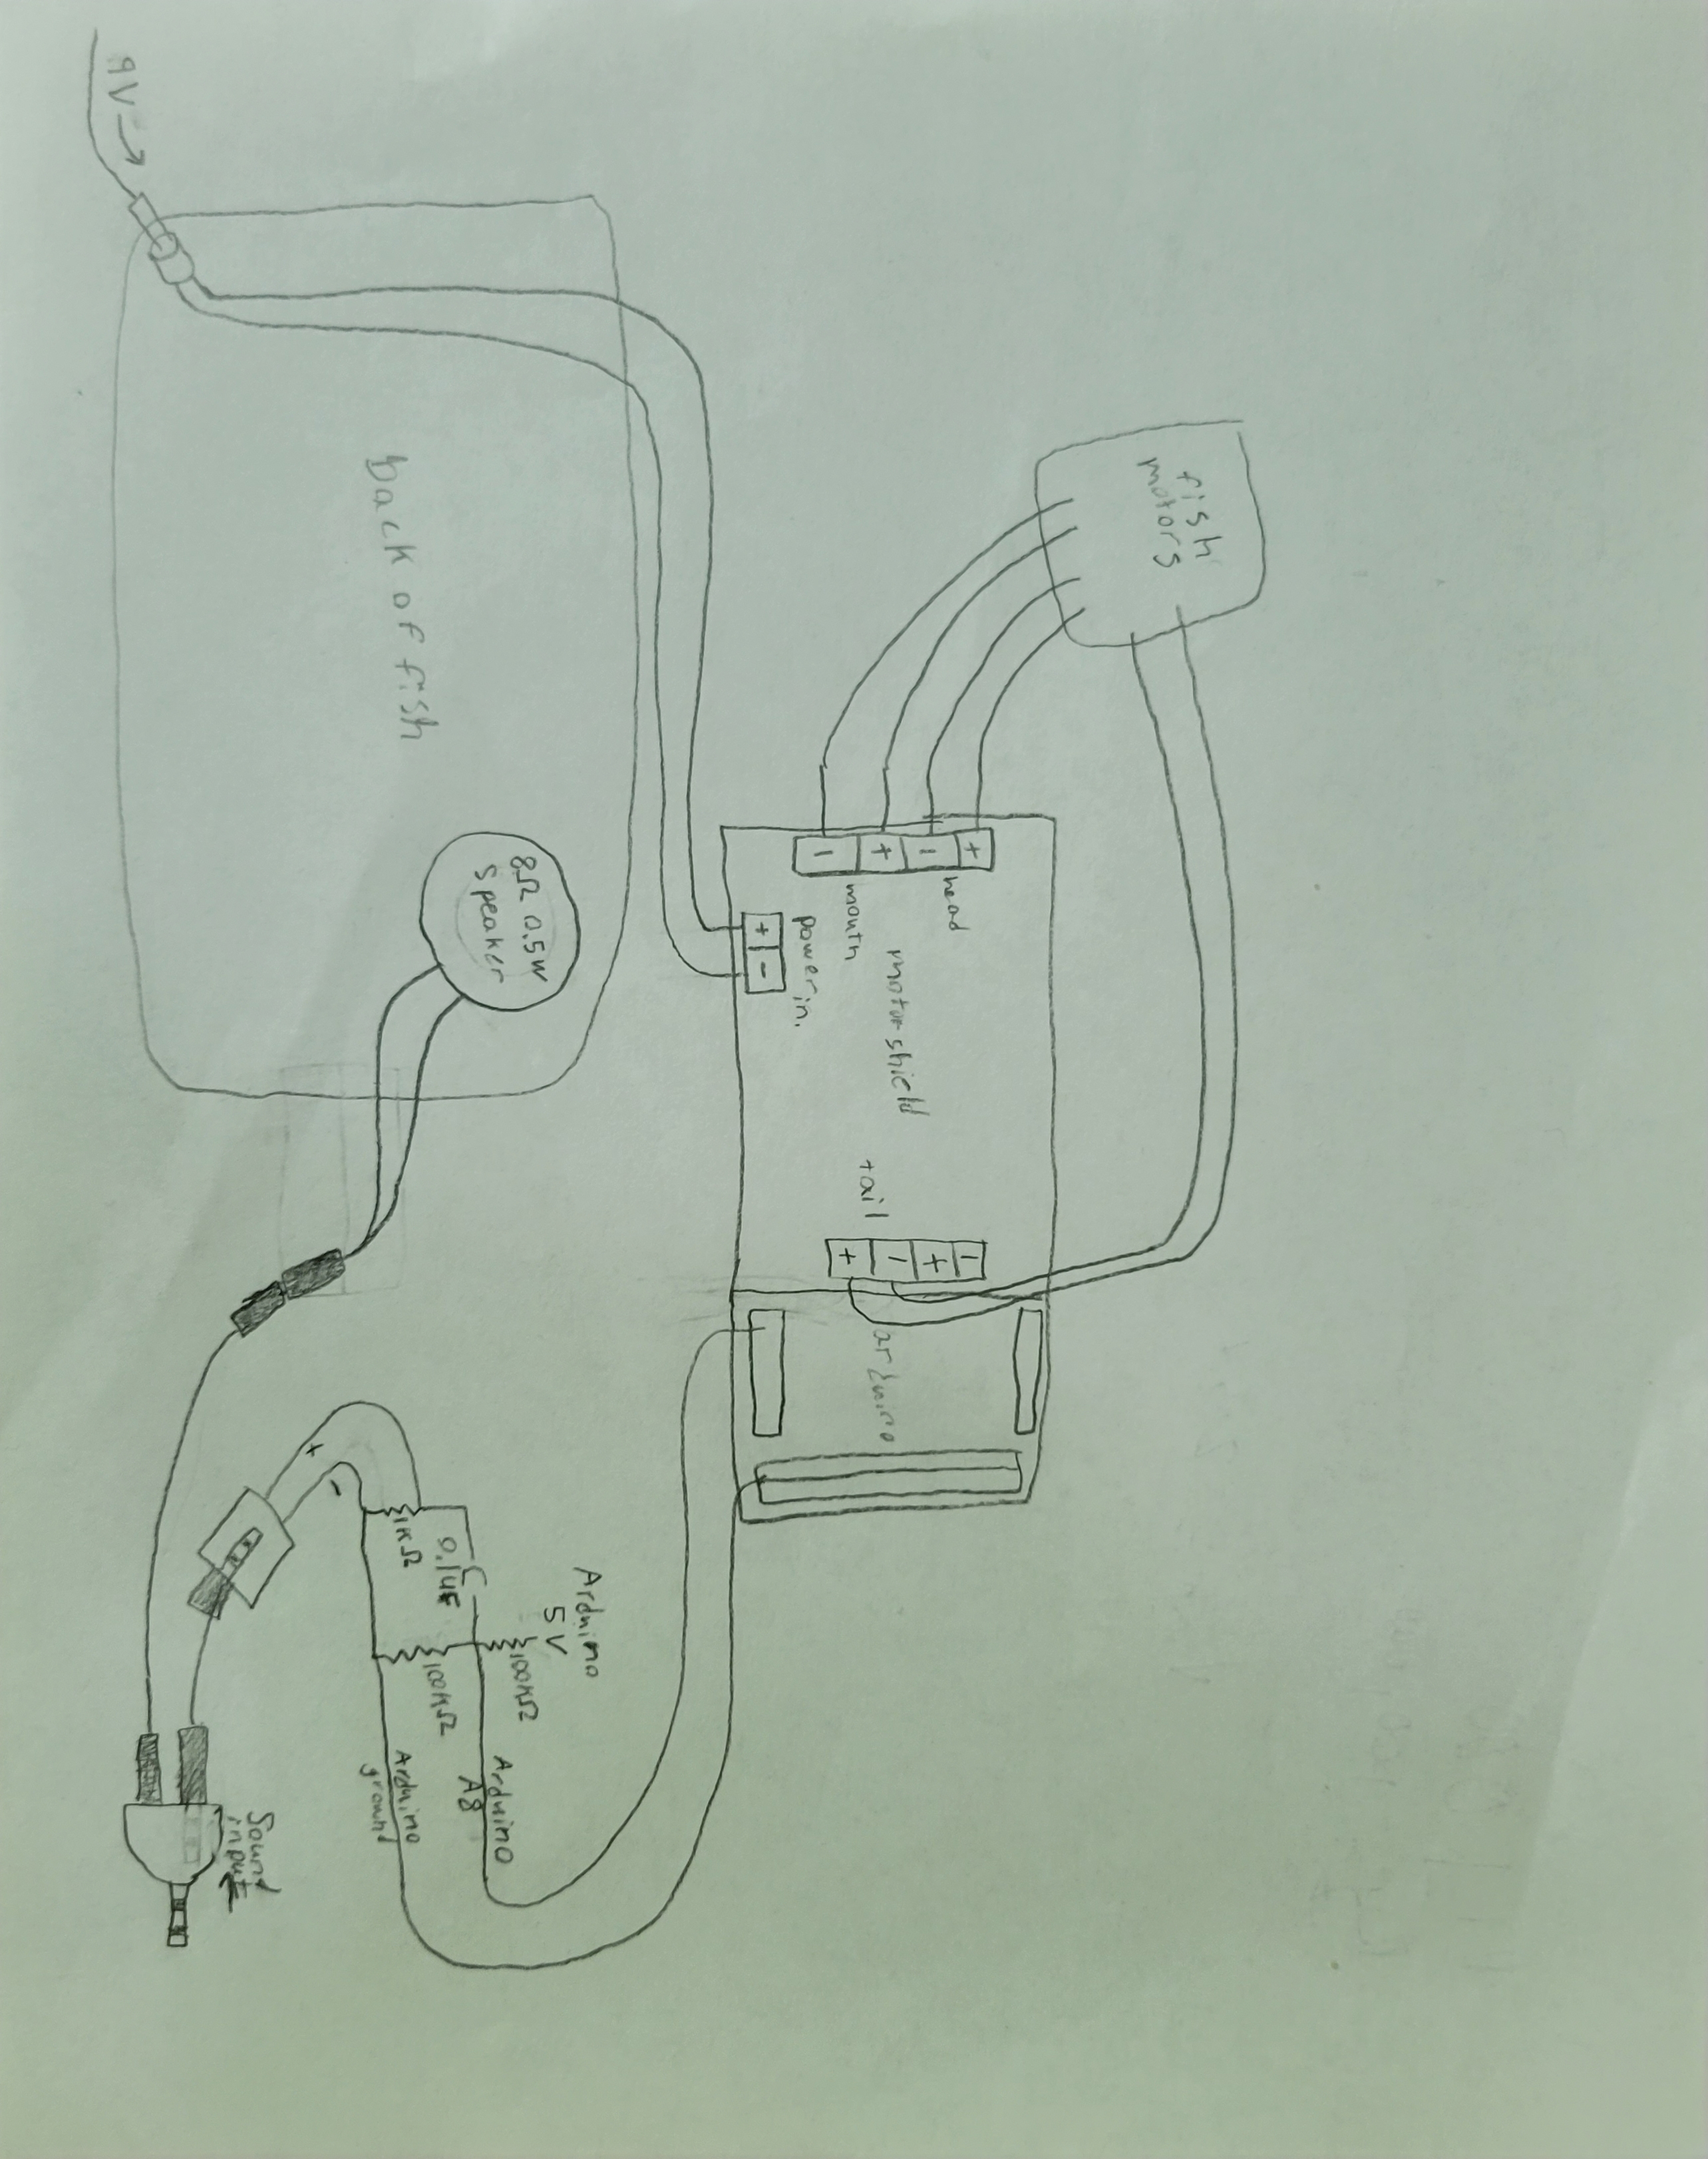 fish
motors
+
head
-
+
mouth
-
motor shield
-
+
-
tail
+
arduino
power in.
+ -
8Ω 0.5W
speaker
back of fish
9V→
Arduino
5V
100KΩ
Arduino
A8
C
0.1uF
100KΩ
1KΩ
Arduino
ground
-
+
Sound
input